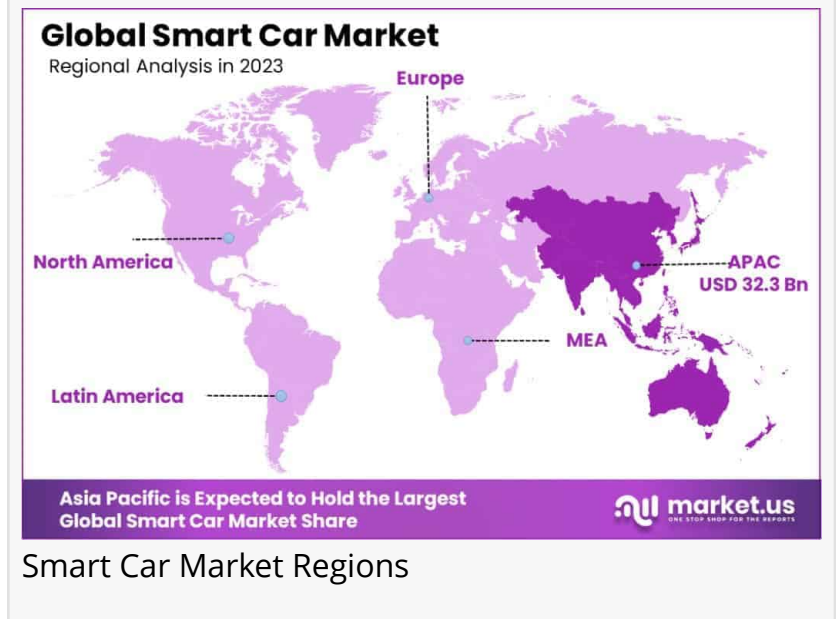 Global Smart Car Market
Regional Analysis in 2023
Europe
North America
APAC
USD 32.3 Bn
MEA
Latin America
Asia Pacific is Expected to Hold the Largest
Global Smart Car Market Share
market.us
ONE STOP SHOP FOR THE REPORTS
Smart Car Market Regions